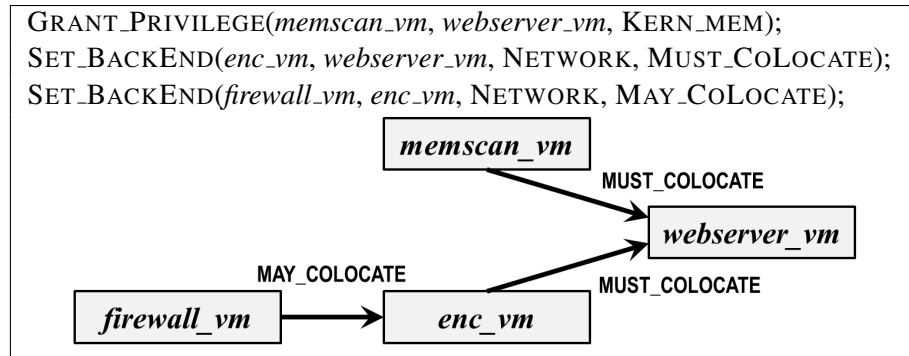 GRANT_PRIVILEGE(memscan_vm, webserver_vm, KERN_MEM);
SET_BACKEND(enc_vm, webserver_vm, NETWORK, MUST_COLOCATE);
SET_BACKEND(firewall_vm, enc_vm, NETWORK, MAY_COLOCATE);
memscan_vm
MUST_COLOCATE
webserver_vm
MAY_COLOCATE
MUST_COLOCATE
firewall_vm
enc_vm